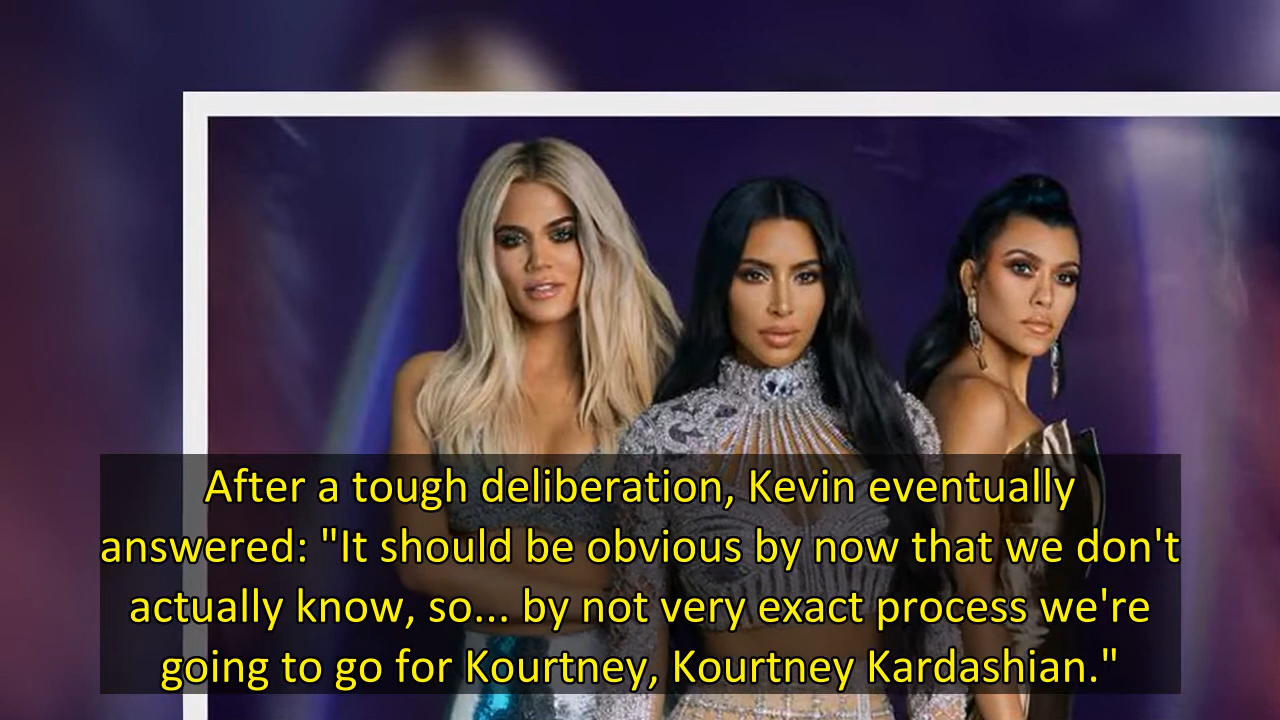 After a tough deliberation, Kevin eventually
answered: "It should be obvious by now that we don't
actually know, so... by not very exact process we're
going to go for Kourtney, Kourtney Kardashian."